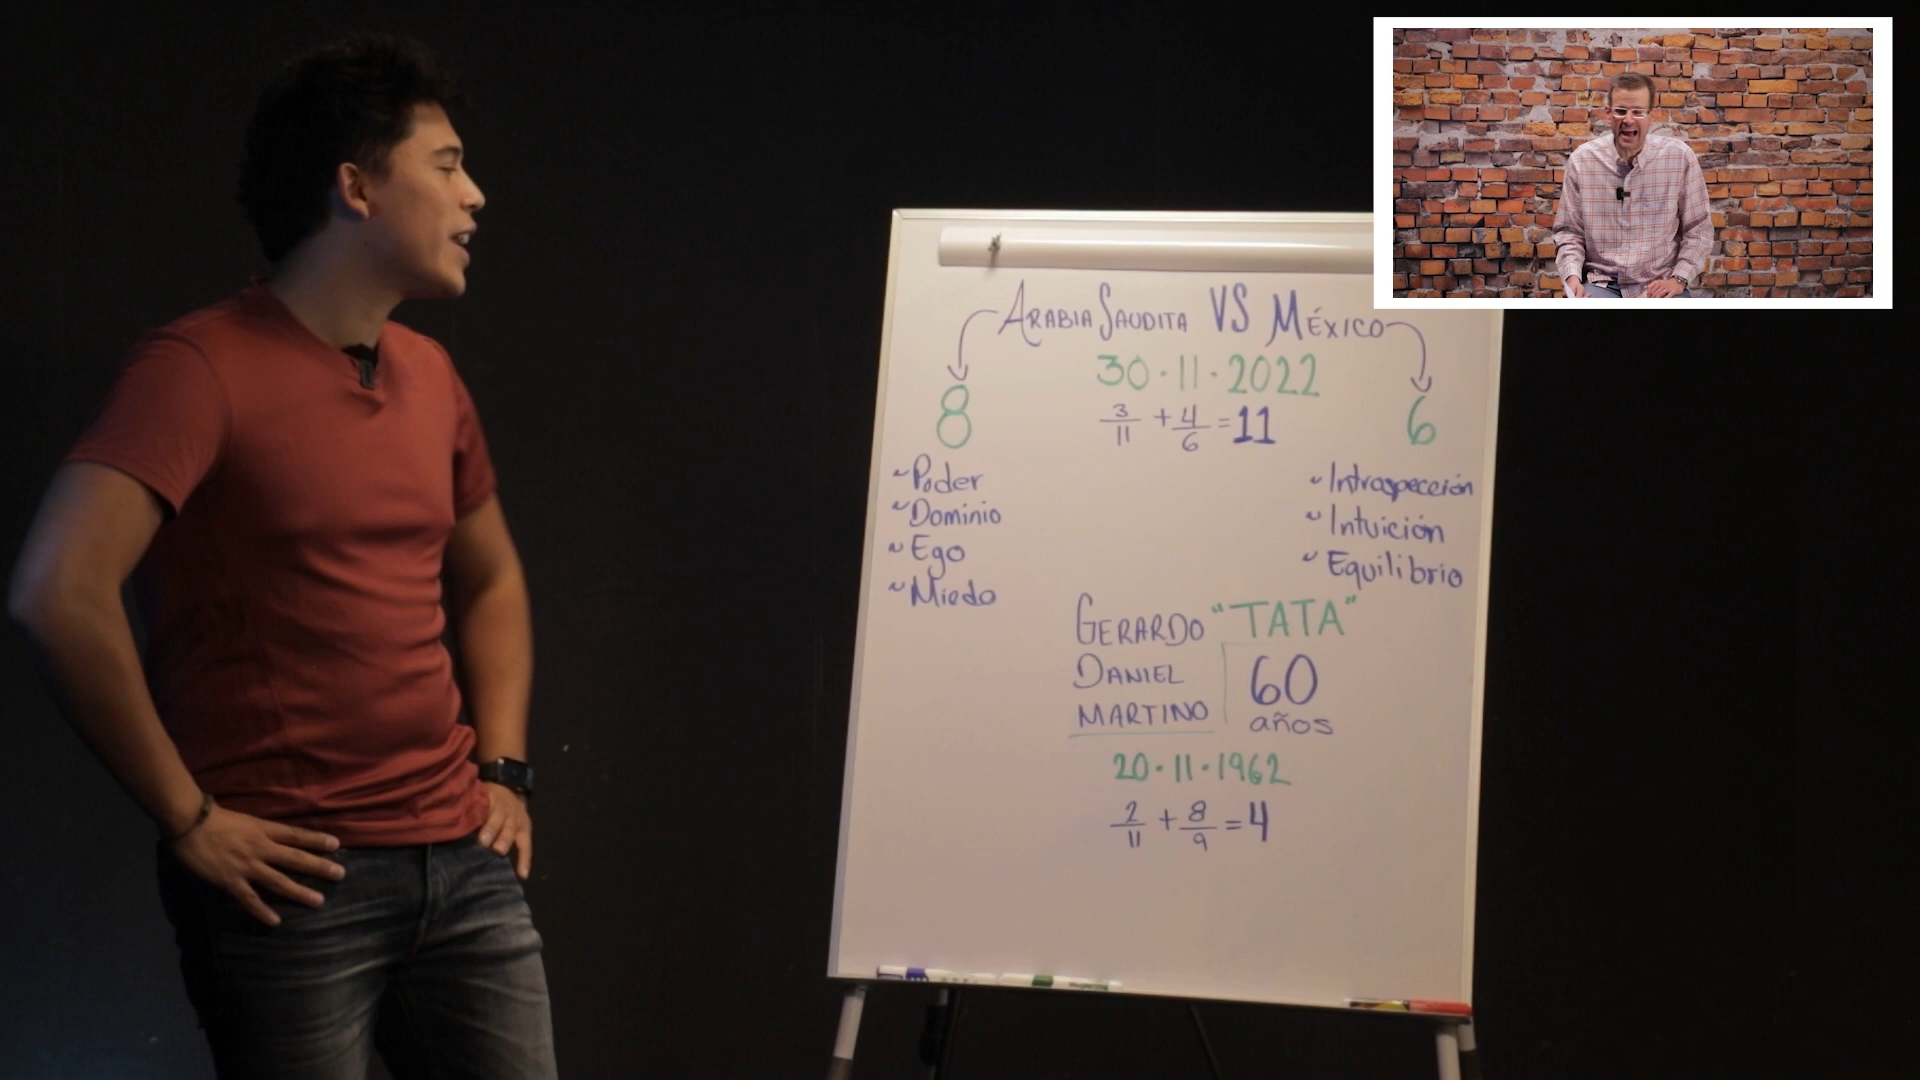 ARABIA SAUDITA VS MÉXICO
30·11·2022
3/11 + 4/6 = 11
8
~Poder
~Dominio
~Ego
~Miedo
6
~Introspección
~Intuición
~Equilibrio
GERARDO "TATA"
DANIEL
MARTINO
60
años
20·11·1962
2/11 + 8/9 = 4